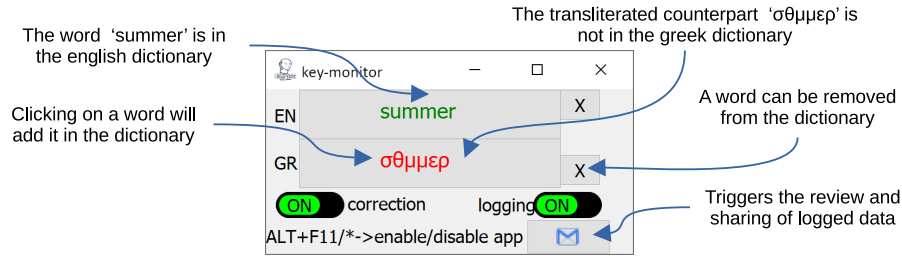 The transliterated counterpart ‘σθμμερ’ is
not in the greek dictionary
The word ‘summer’ is in
the english dictionary
key-monitor
EN summer X
A word can be removed
from the dictionary
Clicking on a word will
add it in the dictionary
GR σθμμερ X
ON correction logging ON
Triggers the review and
sharing of logged data
ALT+F11/*->enable/disable app